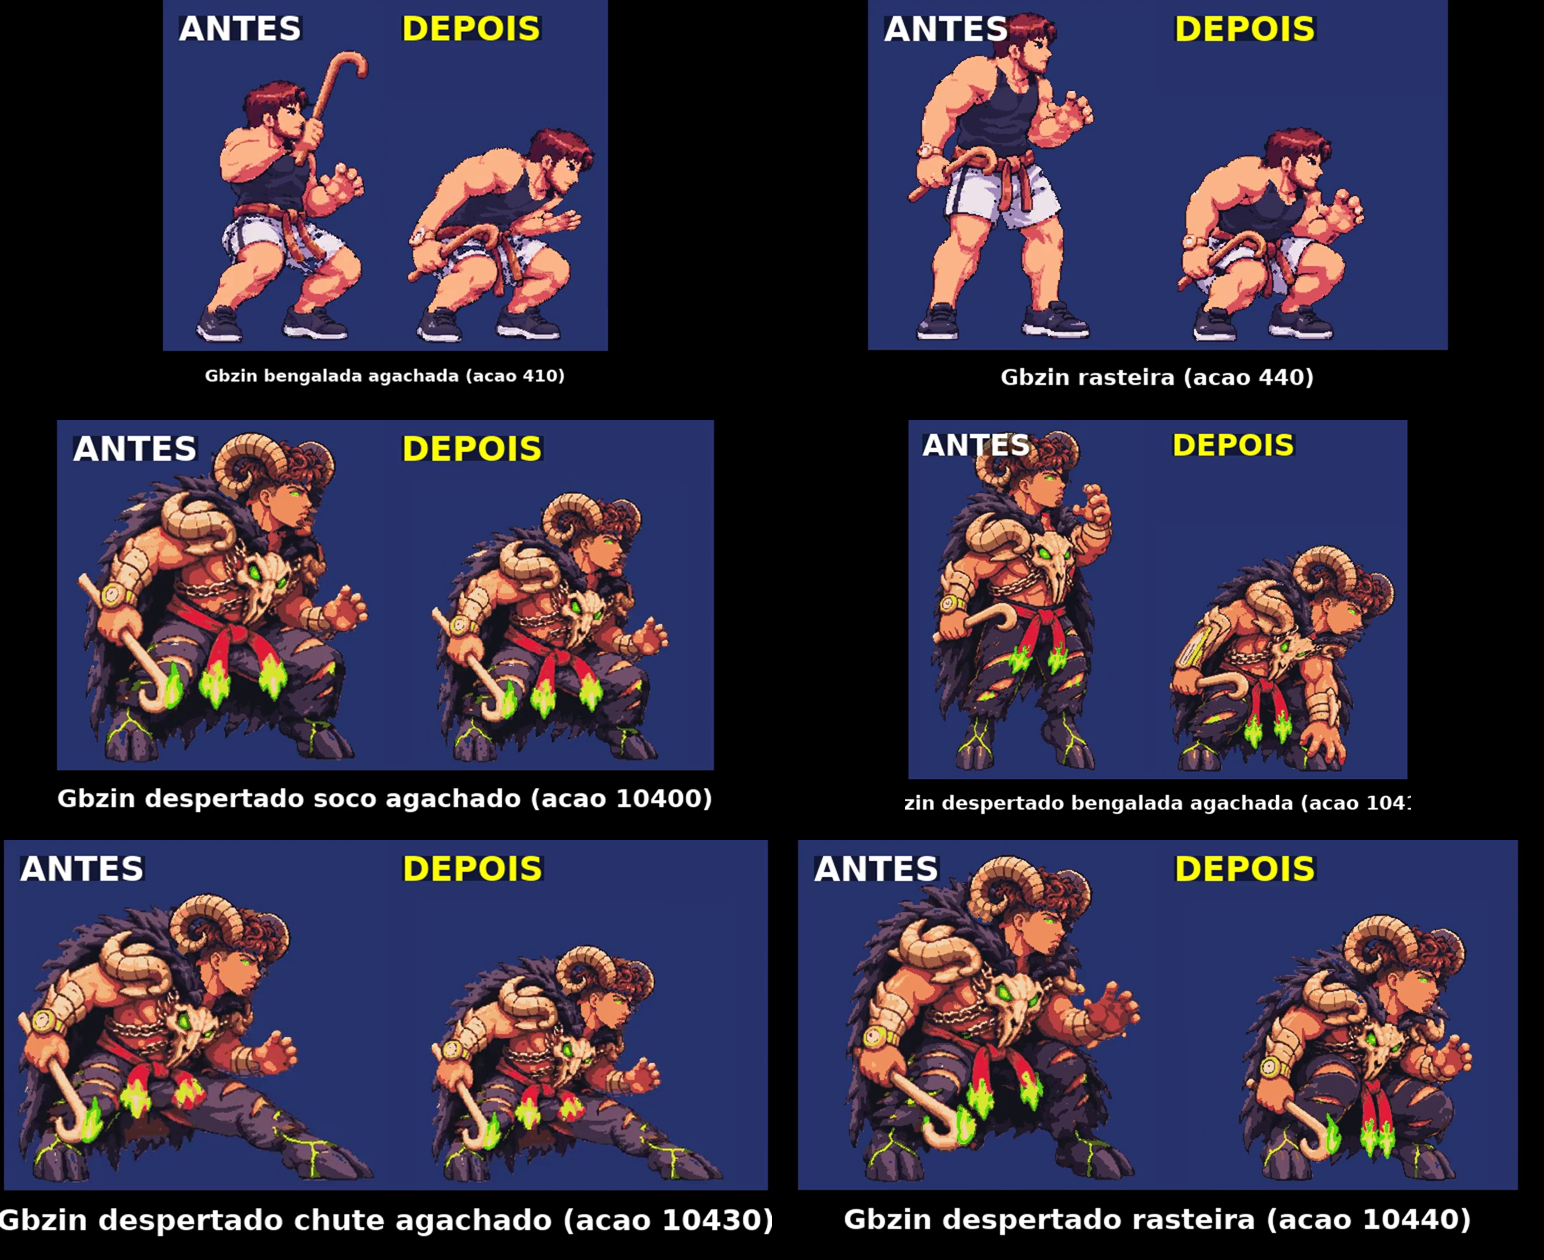 ANTES
DEPOIS
Gbzin bengalada agachada (acao 410)
ANTES
DEPOIS
Gbzin rasteira (acao 440)
ANTES
DEPOIS
Gbzin despertado soco agachado (acao 10400)
ANTES
DEPOIS
zin despertado bengalada agachada (acao 1041
ANTES
DEPOIS
Gbzin despertado chute agachado (acao 10430)
ANTES
DEPOIS
Gbzin despertado rasteira (acao 10440)